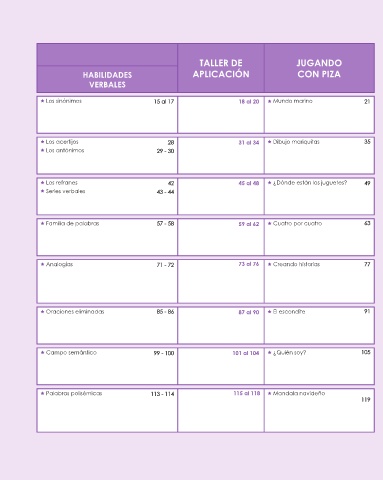 HABILIDADES
VERBALES
TALLER DE
APLICACIÓN
JUGANDO
CON PIZA
★ Los sinónimos 15 al 17 18 al 20 ★ Mundo marino 21
★ Los acertijos 28 31 al 34 ★ Dibujo mariquitas 35
★ Los antónimos 29 - 30
★ Los refranes 42 45 al 48 ★ ¿Dónde están los juguetes? 49
★ Series verbales 43 - 44
★ Familia de palabras 57 - 58 59 al 62 ★ Cuatro por cuatro 63
★ Analogías 71 - 72 73 al 76 ★ Creando historias 77
★ Oraciones eliminadas 85 - 86 87 al 90 ★ El escondite 91
★ Campo semántico 99 - 100 101 al 104 ★ ¿Quién soy? 105
★ Palabras polisémicas 113 - 114 115 al 118 ★ Mandala navideño
119